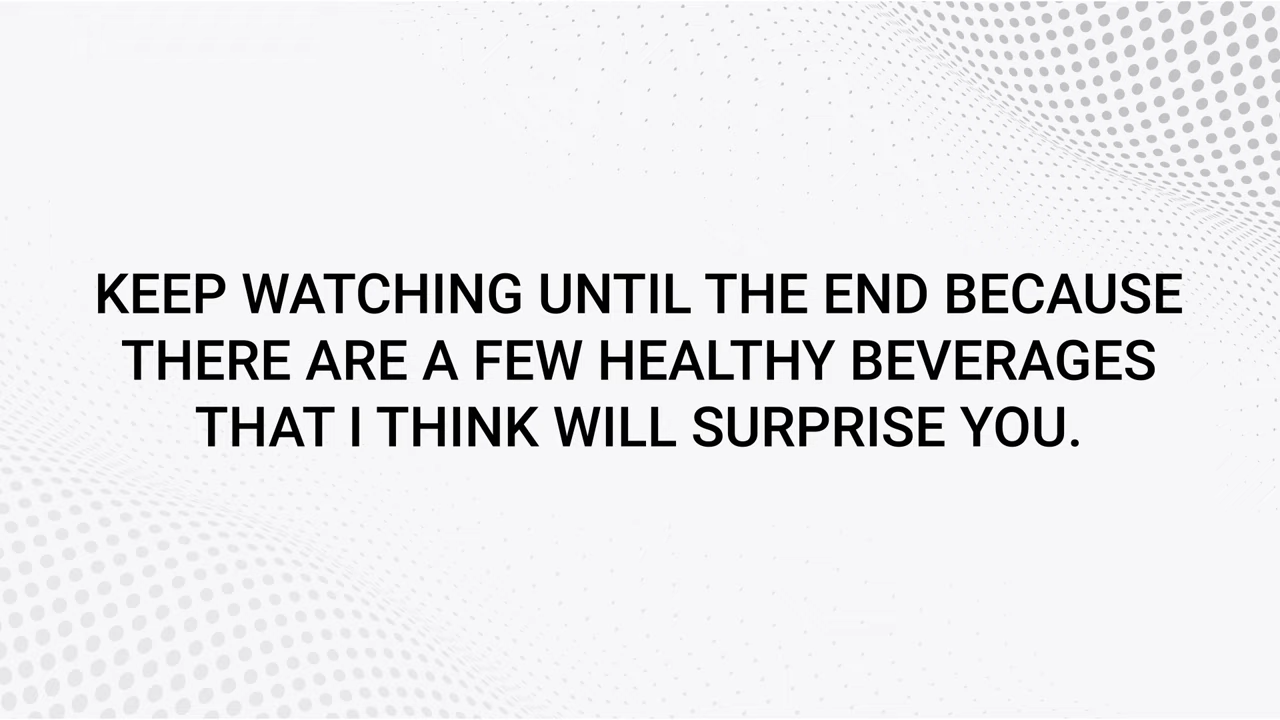 KEEP WATCHING UNTIL THE END BECAUSE
THERE ARE A FEW HEALTHY BEVERAGES
THAT I THINK WILL SURPRISE YOU.